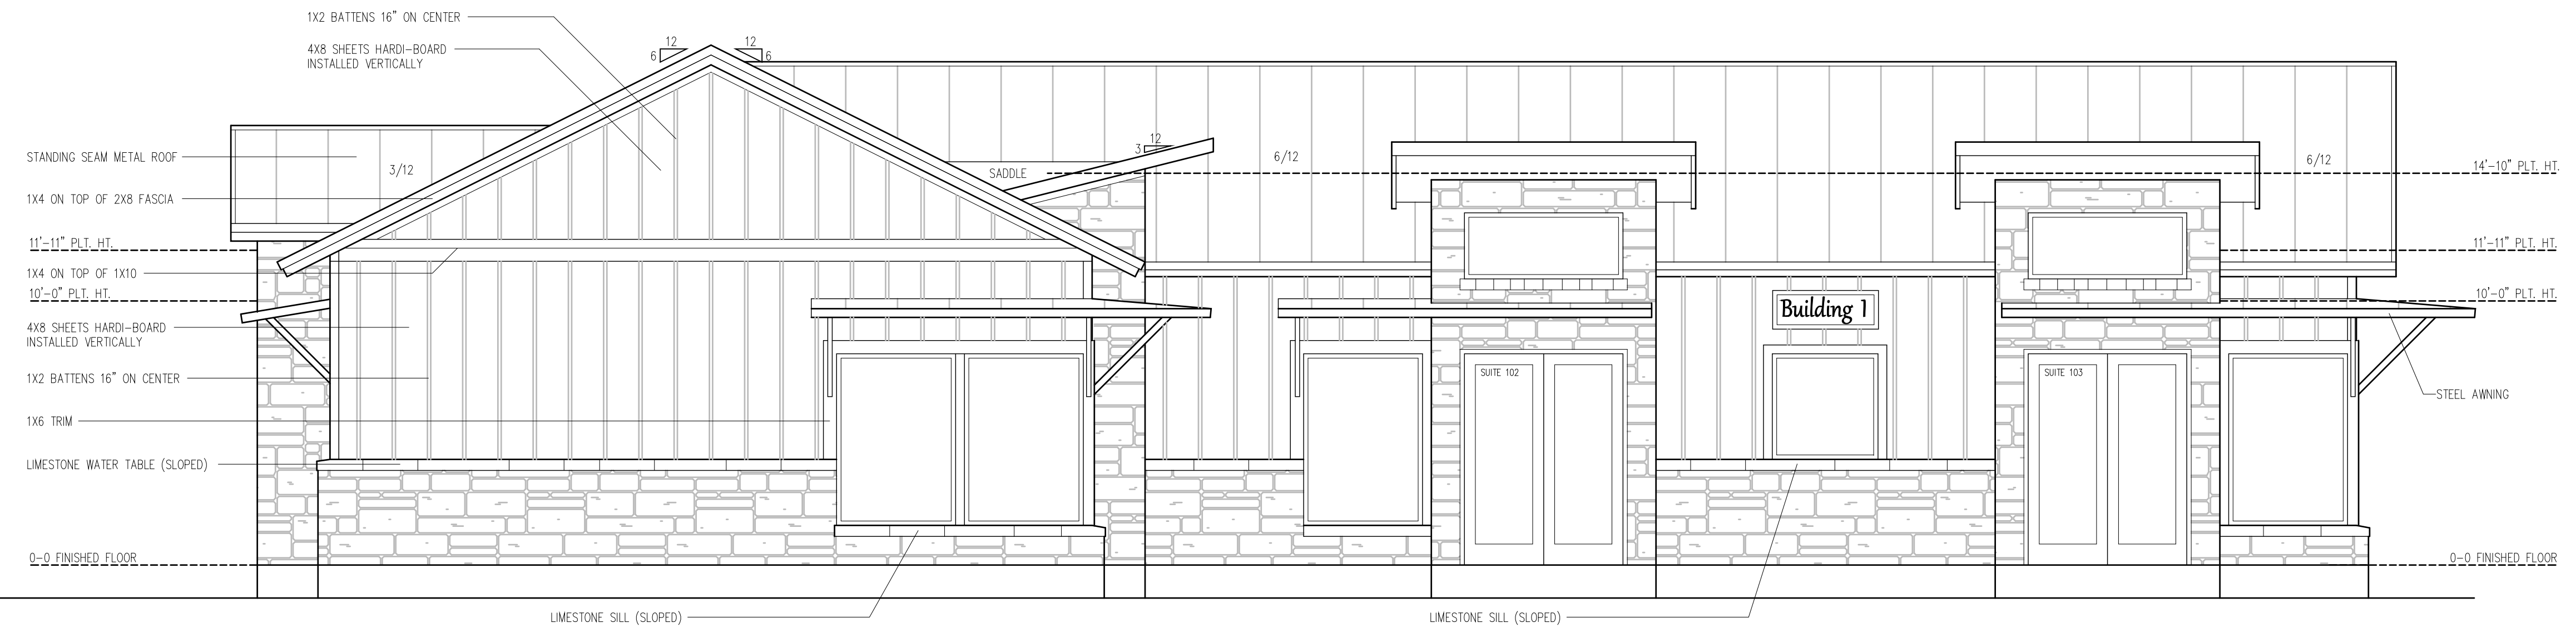 1X2 BATTENS 16" ON CENTER
4X8 SHEETS HARDI-BOARD
INSTALLED VERTICALLY
12
6
12
6
STANDING SEAM METAL ROOF
3/12
SADDLE
12
3
6/12
6/12
14'-10" PLT. HT.
1X4 ON TOP OF 2X8 FASCIA
11'-11" PLT. HT.
11'-11" PLT. HT.
1X4 ON TOP OF 1X10
10'-0" PLT. HT.
10'-0" PLT. HT.
Building 1
4X8 SHEETS HARDI-BOARD
INSTALLED VERTICALLY
1X2 BATTENS 16" ON CENTER
SUITE 102
SUITE 103
STEEL AWNING
1X6 TRIM
LIMESTONE WATER TABLE (SLOPED)
0-0 FINISHED FLOOR
0-0 FINISHED FLOOR
LIMESTONE SILL (SLOPED)
LIMESTONE SILL (SLOPED)